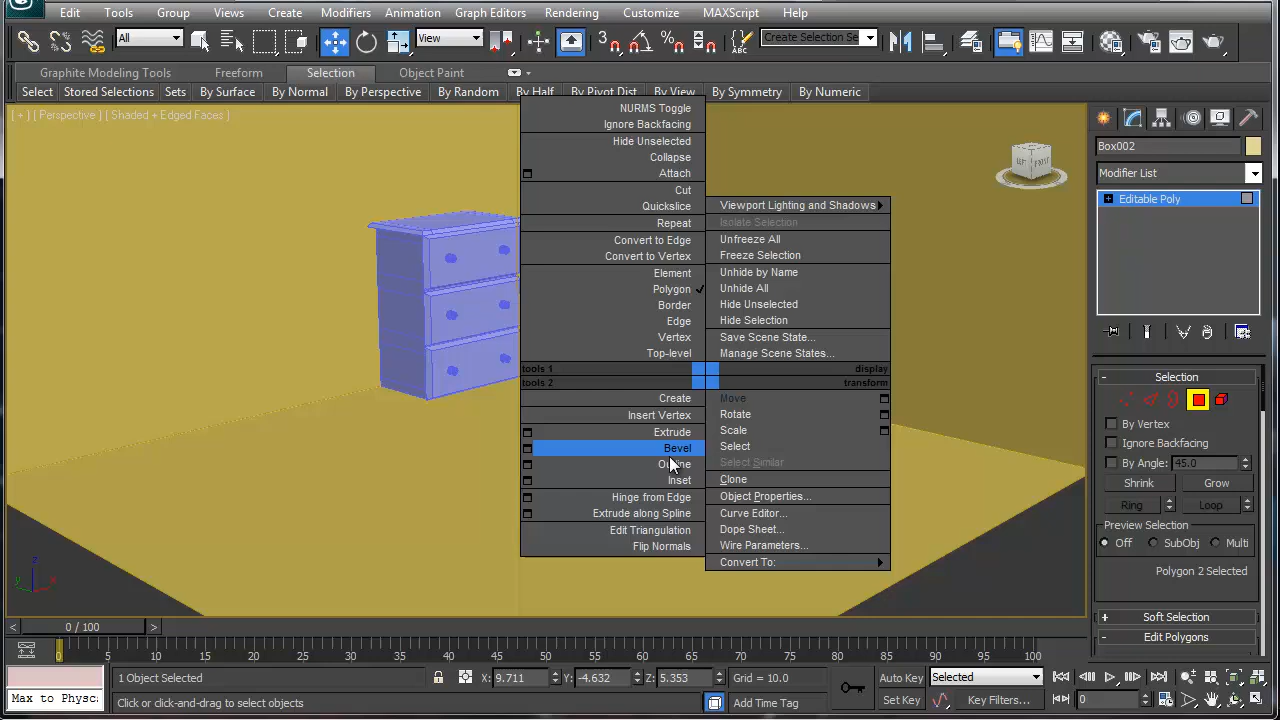 Edit Tools Group Views Create Modifiers Animation Graph Editors Rendering Customize MAXScript Help
All View Create Selection Se
Graphite Modeling Tools Freeform Selection Object Paint
Select Stored Selections Sets By Surface By Normal By Perspective By Random By Half By Pivot Dist By View By Symmetry By Numeric
[ + ] [ Perspective ] [ Shaded + Edged Faces ]
NURMS Toggle
Ignore Backfacing
Hide Unselected
Collapse
Attach
Cut
Quickslice
Repeat
Convert to Edge
Convert to Vertex
Element
Polygon
Border
Edge
Vertex
Top-level
tools 1 display
tools 2 transform
Create
Insert Vertex
Extrude
Bevel
Outline
Inset
Hinge from Edge
Extrude along Spline
Edit Triangulation
Flip Normals
Viewport Lighting and Shadows
Isolate Selection
Unfreeze All
Freeze Selection
Unhide by Name
Unhide All
Hide Unselected
Hide Selection
Save Scene State...
Manage Scene States...
Move
Rotate
Scale
Select
Select Similar
Clone
Object Properties...
Curve Editor...
Dope Sheet...
Wire Parameters...
Convert To:
Box002
Modifier List
Editable Poly
- Selection
By Vertex
Ignore Backfacing
By Angle: 45.0
Shrink Grow
Ring Loop
Preview Selection
Off SubObj Multi
Polygon 2 Selected
+ Soft Selection
- Edit Polygons
z
y x
< 0 / 100 >
0 5 10 15 20 25 30 35 40 45 50 55 60 65 70 75 80 85 90 95 100
1 Object Selected X: 9.711 Y: -4.632 Z: 5.353 Grid = 10.0 Auto Key Selected
Max to Physc: Click or click-and-drag to select objects Add Time Tag Set Key Key Filters... 0